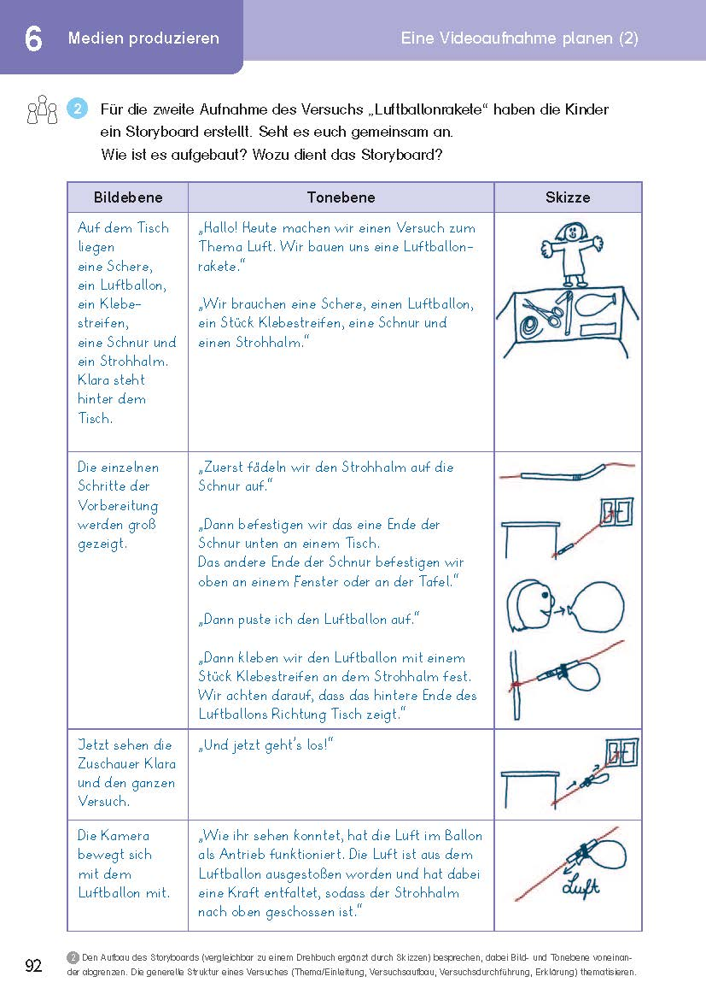 6 Medien produzieren
Eine Videoaufnahme planen (2)
2 Für die zweite Aufnahme des Versuchs „Luftballonrakete“ haben die Kinder
ein Storyboard erstellt. Seht es euch gemeinsam an.
Wie ist es aufgebaut? Wozu dient das Storyboard?
Bildebene
Tonebene
Skizze
Auf dem Tisch
liegen
eine Schere,
ein Luftballon,
ein Klebe-
streifen,
eine Schnur und
ein Strohhalm.
Klara steht
hinter dem
Tisch.
„Hallo! Heute machen wir einen Versuch zum
Thema Luft. Wir bauen uns eine Luftballon-
rakete.“
„Wir brauchen eine Schere, einen Luftballon,
ein Stück Klebestreifen, eine Schnur und
einen Strohhalm.“
Die einzelnen
Schritte der
Vorbereitung
werden groß
gezeigt.
„Zuerst fädeln wir den Strohhalm auf die
Schnur auf.“
„Dann befestigen wir das eine Ende der
Schnur unten an einem Tisch.
Das andere Ende der Schnur befestigen wir
oben an einem Fenster oder an der Tafel.“
„Dann puste ich den Luftballon auf.“
„Dann kleben wir den Luftballon mit einem
Stück Klebestreifen an dem Strohhalm fest.
Wir achten darauf, dass das hintere Ende des
Luftballons Richtung Tisch zeigt.“
Jetzt sehen die
Zuschauer Klara
und den ganzen
Versuch.
„Und jetzt geht’s los!“
Die Kamera
bewegt sich
mit dem
Luftballon mit.
„Wie ihr sehen konntet, hat die Luft im Ballon
als Antrieb funktioniert. Die Luft ist aus dem
Luftballon ausgestoßen worden und hat dabei
eine Kraft entfaltet, sodass der Strohhalm
nach oben geschossen ist.“
Luft
92
2 Den Aufbau des Storyboards (vergleichbar zu einem Drehbuch ergänzt durch Skizzen) besprechen, dabei Bild- und Tonebene voneinan-
der abgrenzen. Die generelle Struktur eines Versuches (Thema/Einleitung, Versuchsaufbau, Versuchsdurchführung, Erklärung) thematisieren.